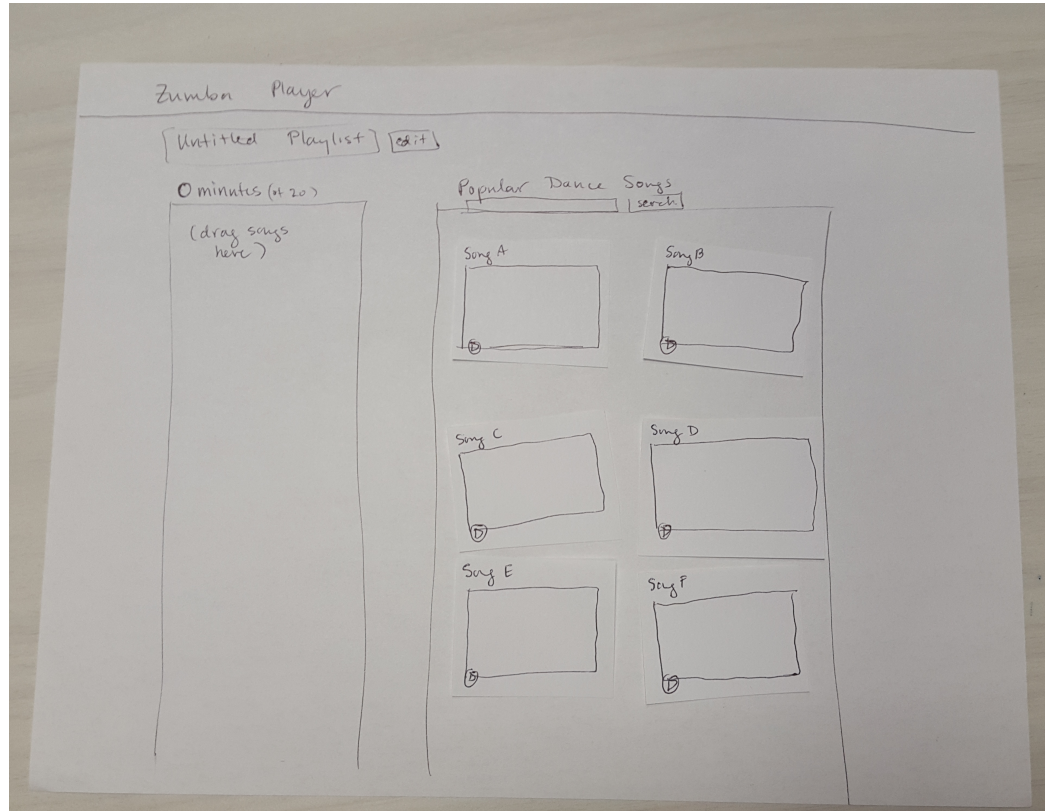 Zumba Player
Untitled Playlist edit
0 minutes (of 20)
(drag songs
here)
Popular Dance Songs
serch
Song A
Song B
Song C
Song D
Song E
Song F